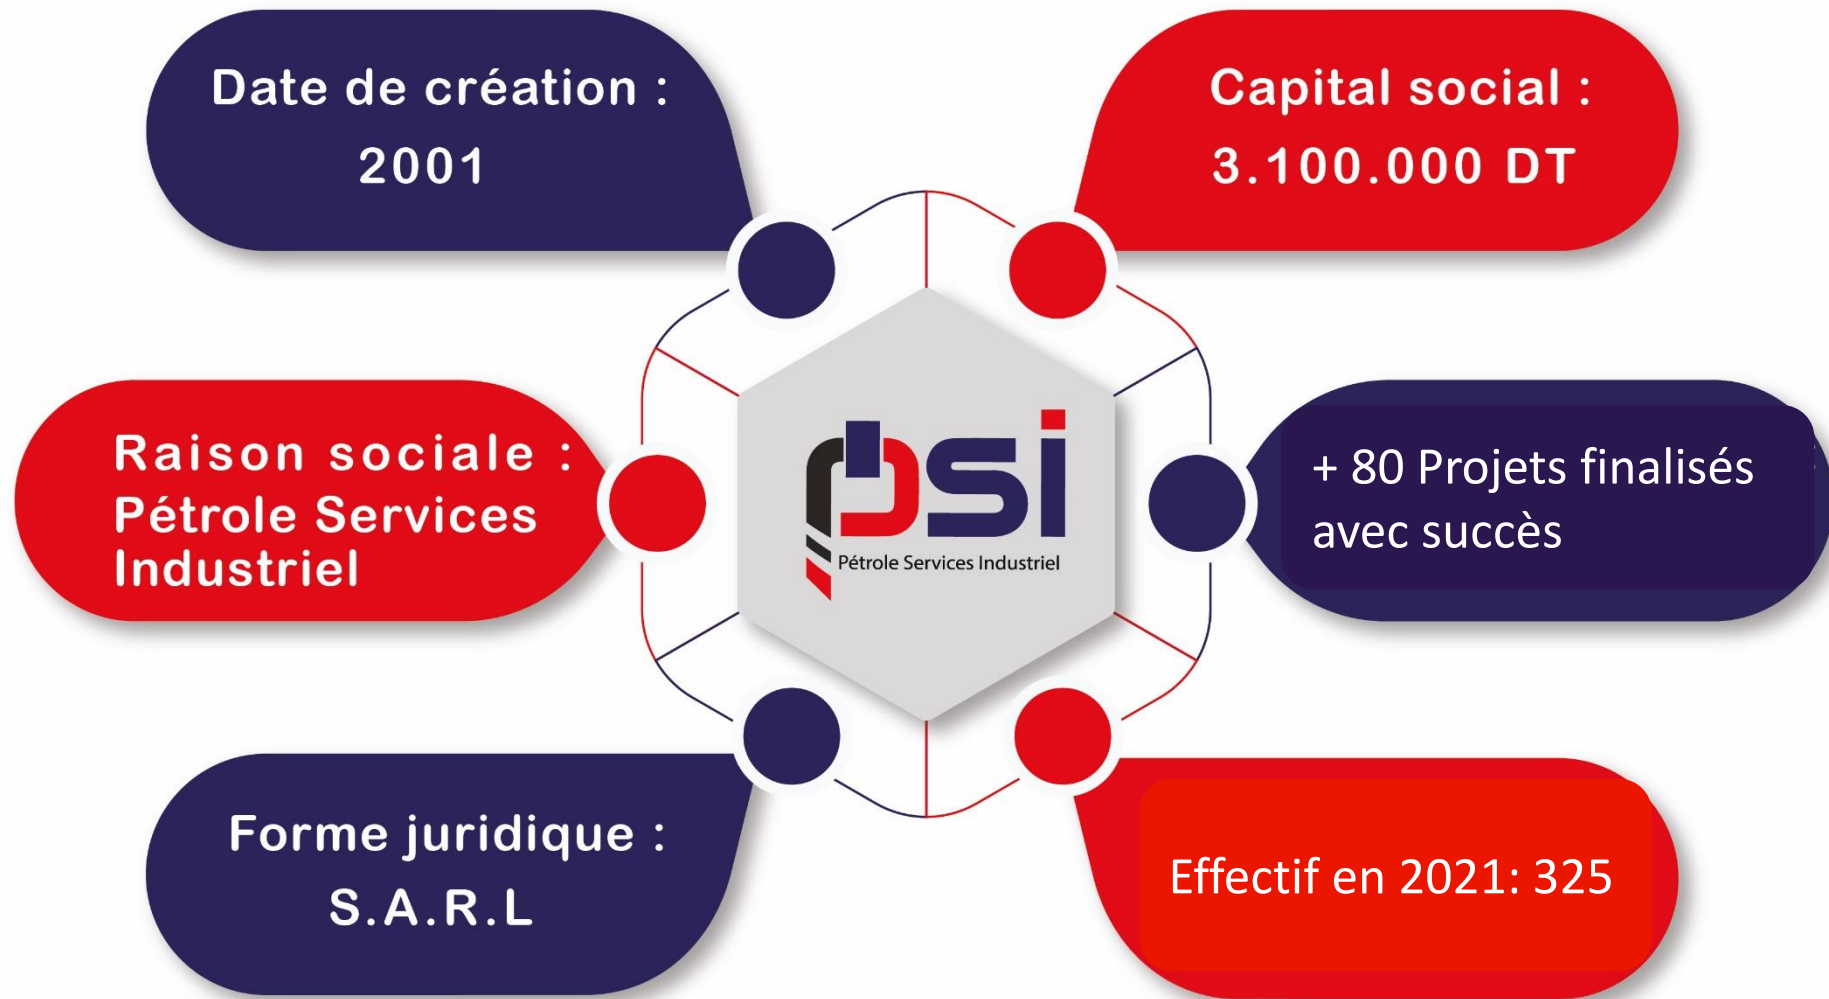 Date de création :
2001
Capital social :
3.100.000 DT
Raison sociale :
Pétrole Services
Industriel
psi
Pétrole Services Industriel
+ 80 Projets finalisés
avec succès
Forme juridique :
S.A.R.L
Effectif en 2021: 325